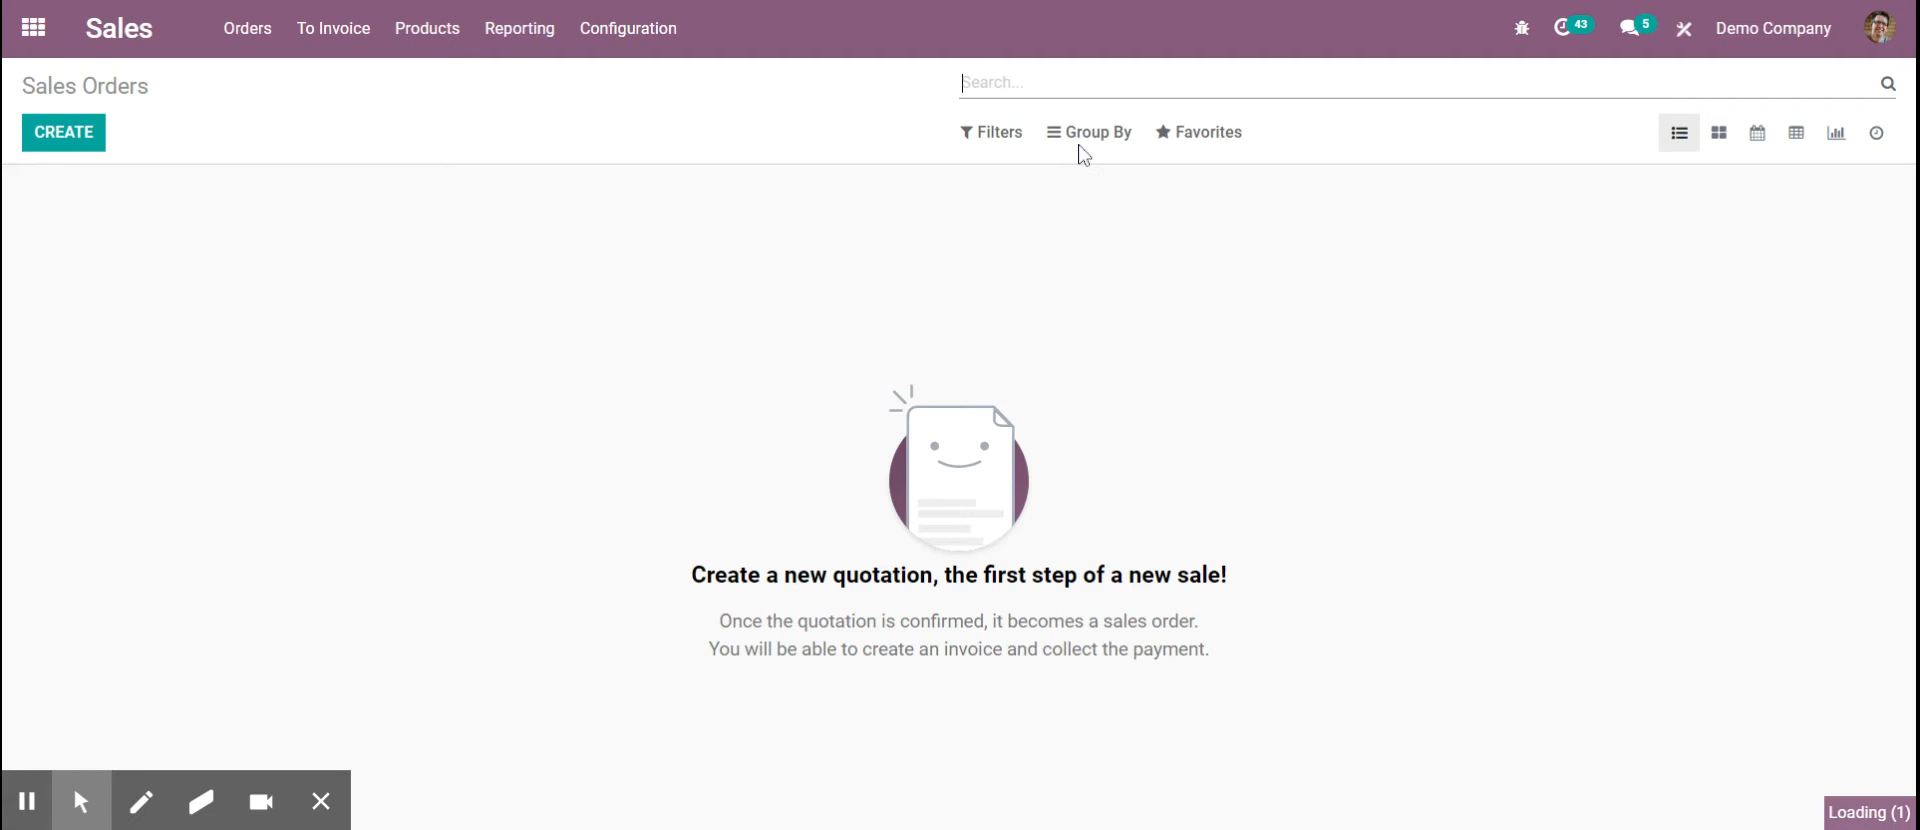 Sales Orders To Invoice Products Reporting Configuration 43 5 Demo Company
Sales Orders
Search...
CREATE
Filters Group By Favorites
Create a new quotation, the first step of a new sale!
Once the quotation is confirmed, it becomes a sales order.
You will be able to create an invoice and collect the payment.
Loading (1)